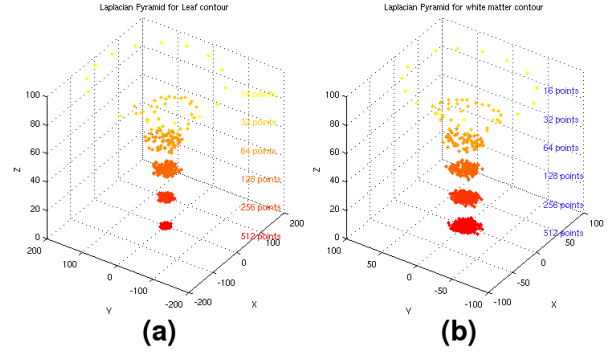 Laplacian Pyramid for Leaf contour
100
80
60
40
20
0
Z
200
100
0
-100
-200
Y
-200
-100
0
100
200
X
16 points
32 points
64 points
128 points
256 points
512 points
(a)
Laplacian Pyramid for white matter contour
100
80
60
40
20
0
Z
100
50
0
-50
-100
Y
-100
-50
0
50
100
X
16 points
32 points
64 points
128 points
256 points
512 points
(b)